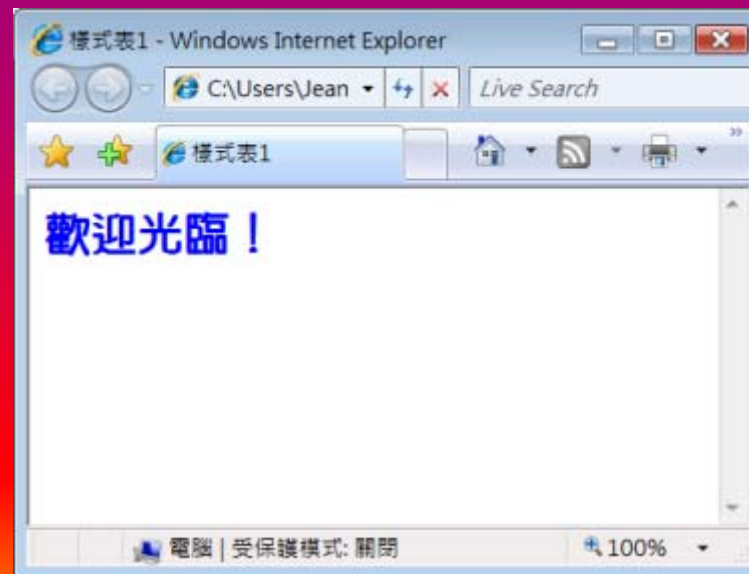 樣式表1 - Windows Internet Explorer
C:\Users\Jean Live Search
樣式表1
歡迎光臨！
電腦 | 受保護模式: 關閉 100%